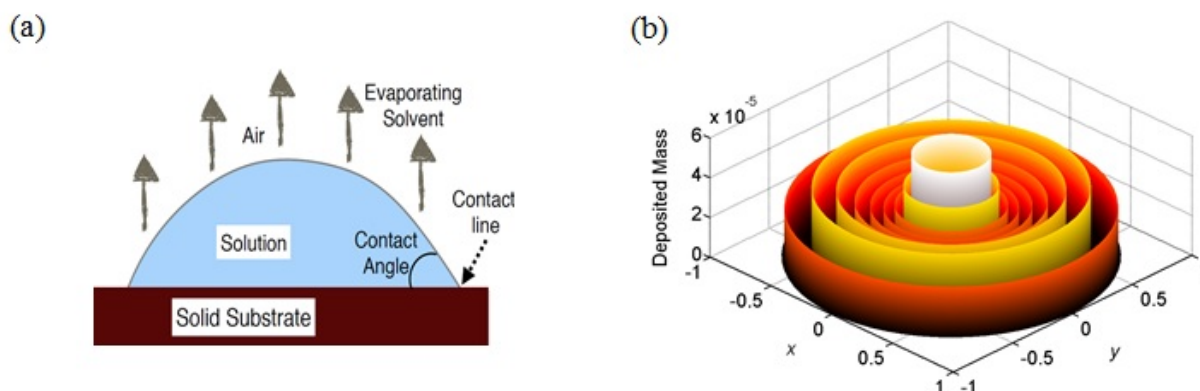 (a)
Evaporating
Solvent
Air
Contact
line
Solution
Contact
Angle
Solid Substrate
(b)
x 10⁻⁵
6
4
2
0
Deposited Mass
-1
-0.5
0
0.5
1
x
-1
-0.5
0
0.5
1
y